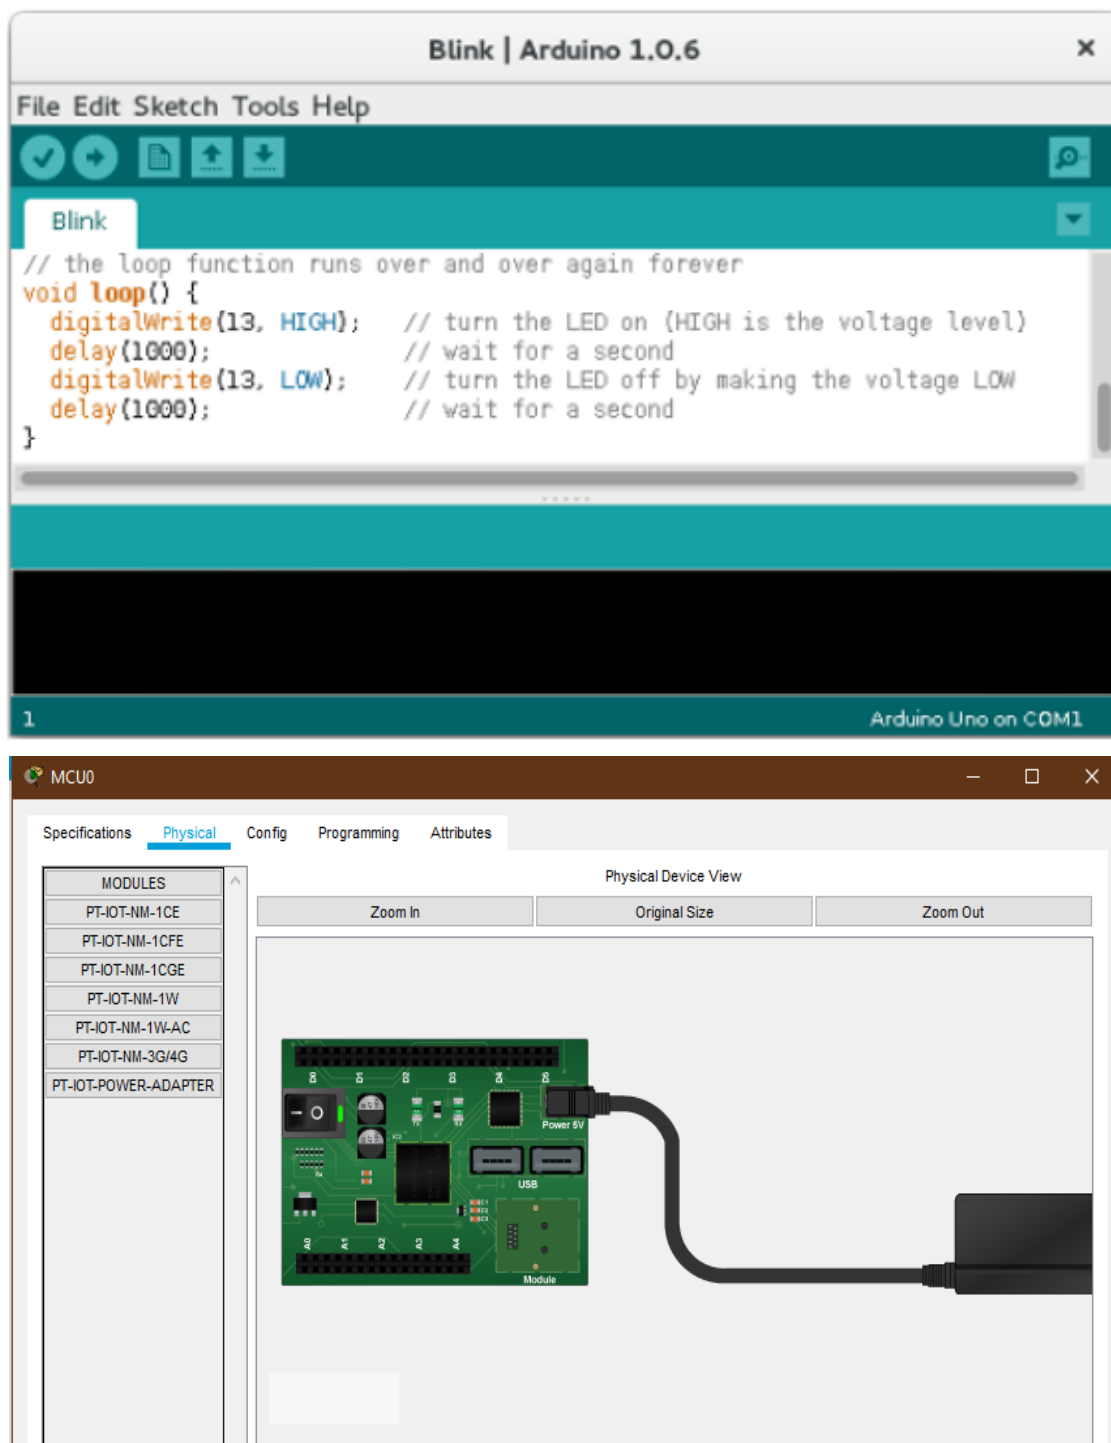 Blink | Arduino 1.0.6
File Edit Sketch Tools Help
Blink
// the loop function runs over and over again forever
void loop() {
digitalWrite(13, HIGH); // turn the LED on (HIGH is the voltage level)
delay(1000); // wait for a second
digitalWrite(13, LOW); // turn the LED off by making the voltage LOW
delay(1000); // wait for a second
}
1 Arduino Uno on COM1
MCU0
Specifications Physical Config Programming Attributes
MODULES
PT-IOT-NM-1CE
PT-IOT-NM-1CFE
PT-IOT-NM-1CGE
PT-IOT-NM-1W
PT-IOT-NM-1W-AC
PT-IOT-NM-3G/4G
PT-IOT-POWER-ADAPTER
Physical Device View
Zoom In Original Size Zoom Out
D0 D1 D2 D3 D4 D5
Power 5V
USB
C1
C2
C3
A0 A1 A2 A3 A4
Module